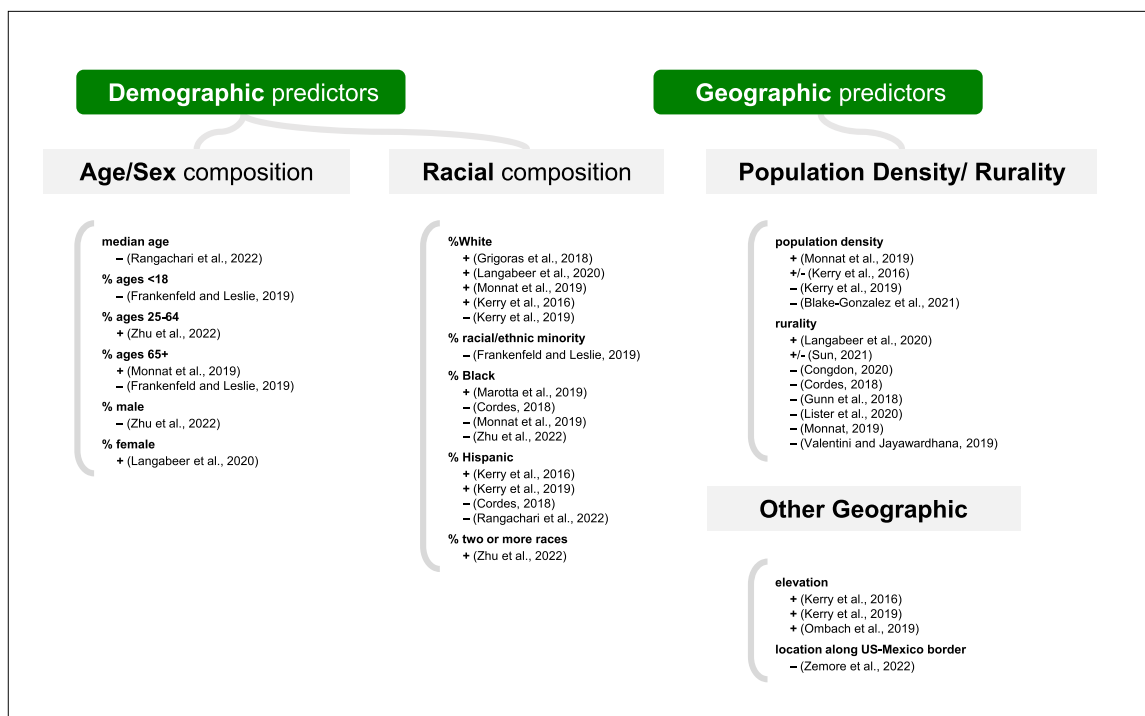 Demographic predictors
Geographic predictors
Age/Sex composition
median age
– (Rangachari et al., 2022)
% ages <18
– (Frankenfeld and Leslie, 2019)
% ages 25-64
+ (Zhu et al., 2022)
% ages 65+
+ (Monnat et al., 2019)
– (Frankenfeld and Leslie, 2019)
% male
– (Zhu et al., 2022)
% female
+ (Langabeer et al., 2020)
Racial composition
%White
+ (Grigoras et al., 2018)
+ (Langabeer et al., 2020)
+ (Monnat et al., 2019)
+ (Kerry et al., 2016)
– (Kerry et al., 2019)
% racial/ethnic minority
– (Frankenfeld and Leslie, 2019)
% Black
+ (Marotta et al., 2019)
– (Cordes, 2018)
– (Monnat et al., 2019)
– (Zhu et al., 2022)
% Hispanic
+ (Kerry et al., 2016)
+ (Kerry et al., 2019)
– (Cordes, 2018)
– (Rangachari et al., 2022)
% two or more races
+ (Zhu et al., 2022)
Population Density/ Rurality
population density
+ (Monnat et al., 2019)
+/- (Kerry et al., 2016)
– (Kerry et al., 2019)
– (Blake-Gonzalez et al., 2021)
rurality
+ (Langabeer et al., 2020)
+/- (Sun, 2021)
– (Congdon, 2020)
– (Cordes, 2018)
– (Gunn et al., 2018)
– (Lister et al., 2020)
– (Monnat, 2019)
– (Valentini and Jayawardhana, 2019)
Other Geographic
elevation
+ (Kerry et al., 2016)
+ (Kerry et al., 2019)
+ (Ombach et al., 2019)
location along US-Mexico border
– (Zemore et al., 2022)